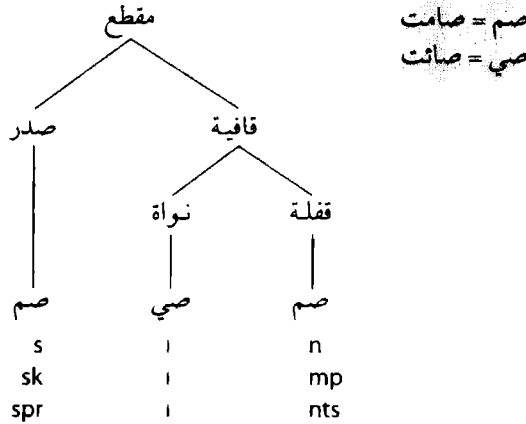 مقطع
صم = صامت
صي = صائت
صدر قافية
نواة قفلة
صم صي صم
s ı n
sk ı mp
spr ı nts